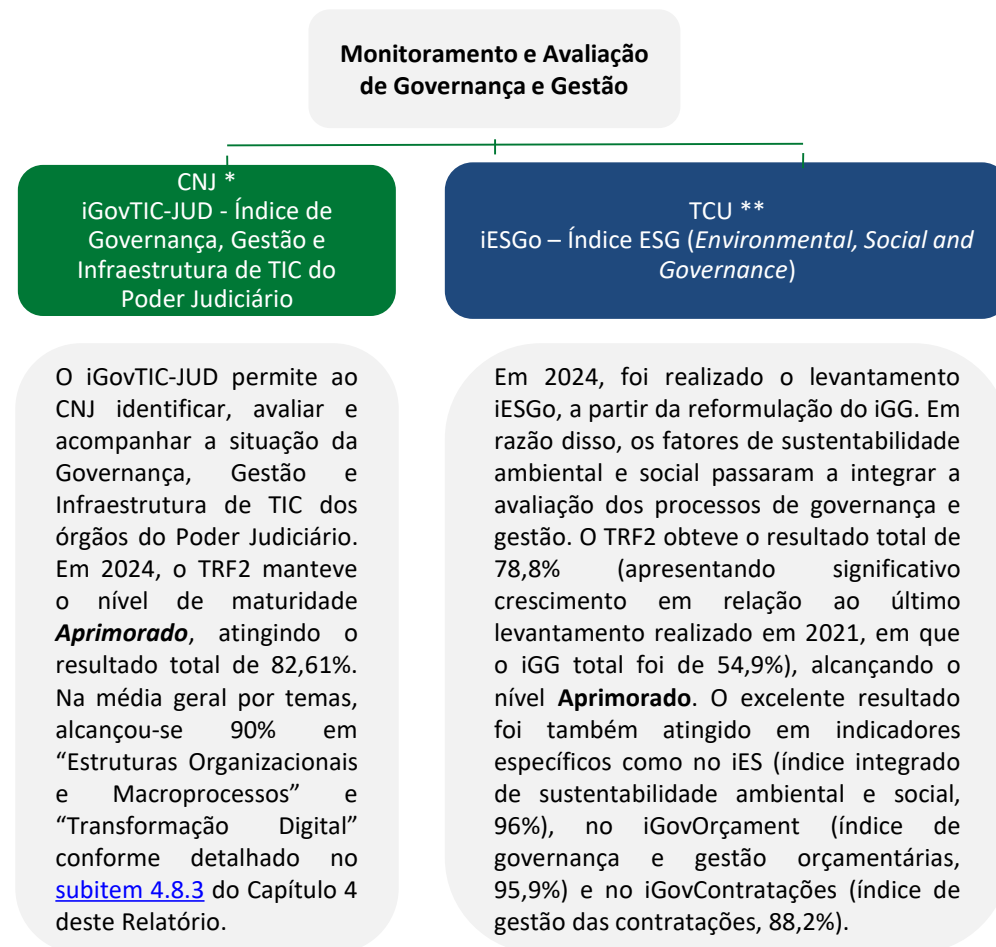 Monitoramento e Avaliação
de Governança e Gestão
CNJ *
iGovTIC-JUD - Índice de
Governança, Gestão e
Infraestrutura de TIC do
Poder Judiciário
TCU **
iESGo – Índice ESG (Environmental, Social and
Governance)
O iGovTIC-JUD permite ao
CNJ identificar, avaliar e
acompanhar a situação da
Governança, Gestão e
Infraestrutura de TIC dos
órgãos do Poder Judiciário.
Em 2024, o TRF2 manteve
o nível de maturidade
Aprimorado, atingindo o
resultado total de 82,61%.
Na média geral por temas,
alcançou-se 90% em
“Estruturas Organizacionais
e Macroprocessos” e
“Transformação Digital”
conforme detalhado no
subitem 4.8.3 do Capítulo 4
deste Relatório.
Em 2024, foi realizado o levantamento
iESGo, a partir da reformulação do iGG. Em
razão disso, os fatores de sustentabilidade
ambiental e social passaram a integrar a
avaliação dos processos de governança e
gestão. O TRF2 obteve o resultado total de
78,8% (apresentando significativo
crescimento em relação ao último
levantamento realizado em 2021, em que
o iGG total foi de 54,9%), alcançando o
nível Aprimorado. O excelente resultado
foi também atingido em indicadores
específicos como no iES (índice integrado
de sustentabilidade ambiental e social,
96%), no iGovOrçament (índice de
governança e gestão orçamentárias,
95,9%) e no iGovContratações (índice de
gestão das contratações, 88,2%).